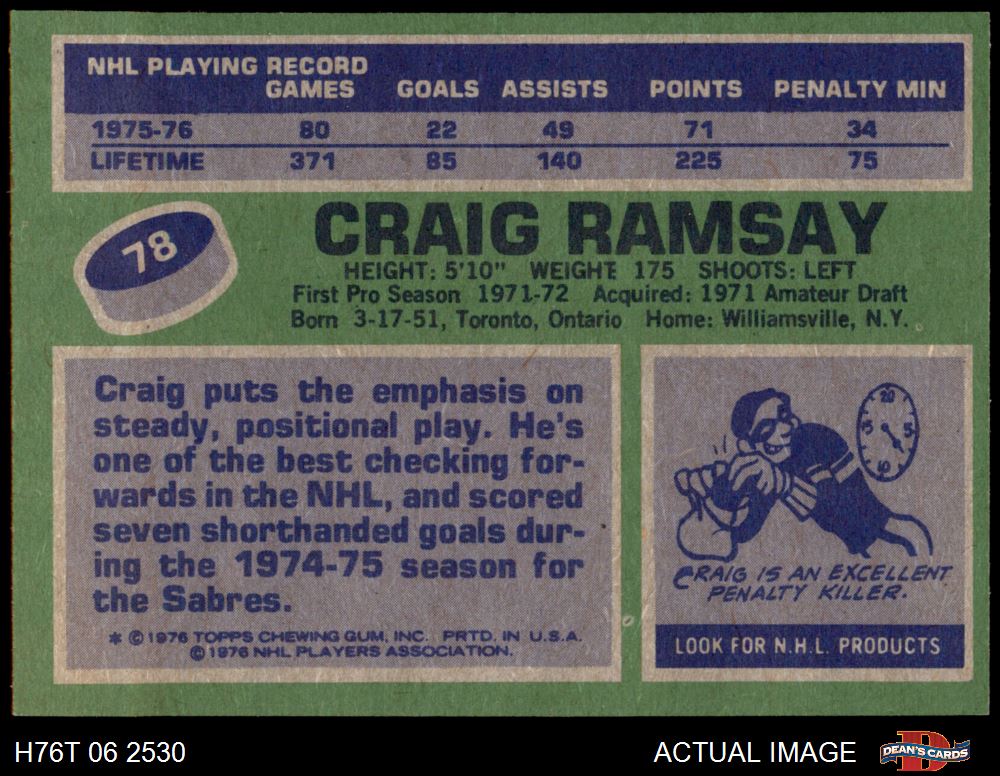 NHL PLAYING RECORD
GAMES GOALS ASSISTS POINTS PENALTY MIN
1975-76 80 22 49 71 34
LIFETIME 371 85 140 225 75
78
CRAIG RAMSAY
HEIGHT: 5'10" WEIGHT 175 SHOOTS: LEFT
First Pro Season 1971-72 Acquired: 1971 Amateur Draft
Born 3-17-51, Toronto, Ontario Home: Williamsville, N.Y.
Craig puts the emphasis on
steady, positional play. He's
one of the best checking for-
wards in the NHL, and scored
seven shorthanded goals dur-
ing the 1974-75 season for
the Sabres.
* © 1976 TOPPS CHEWING GUM, INC. PRTD. IN U.S.A.
© 1976 NHL PLAYERS ASSOCIATION.
20
5 5
10
CRAIG IS AN EXCELLENT
PENALTY KILLER.
LOOK FOR N.H.L. PRODUCTS
H76T 06 2530 ACTUAL IMAGE DEAN'S CARDS